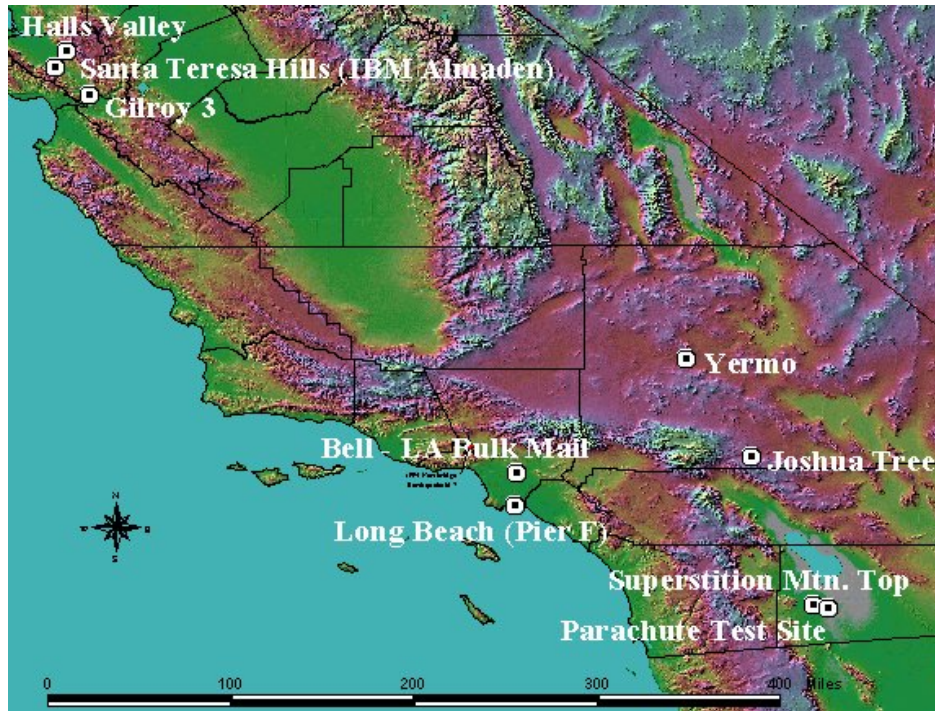 Halls Valley
Santa Teresa Hills (IBM Almaden)
Gilroy 3
Yermo
Bell - LA Bulk Mail
Joshua Tree
Long Beach (Pier F)
N
S
Superstition Mtn. Top
Parachute Test Site
0 100 200 300 400 Miles